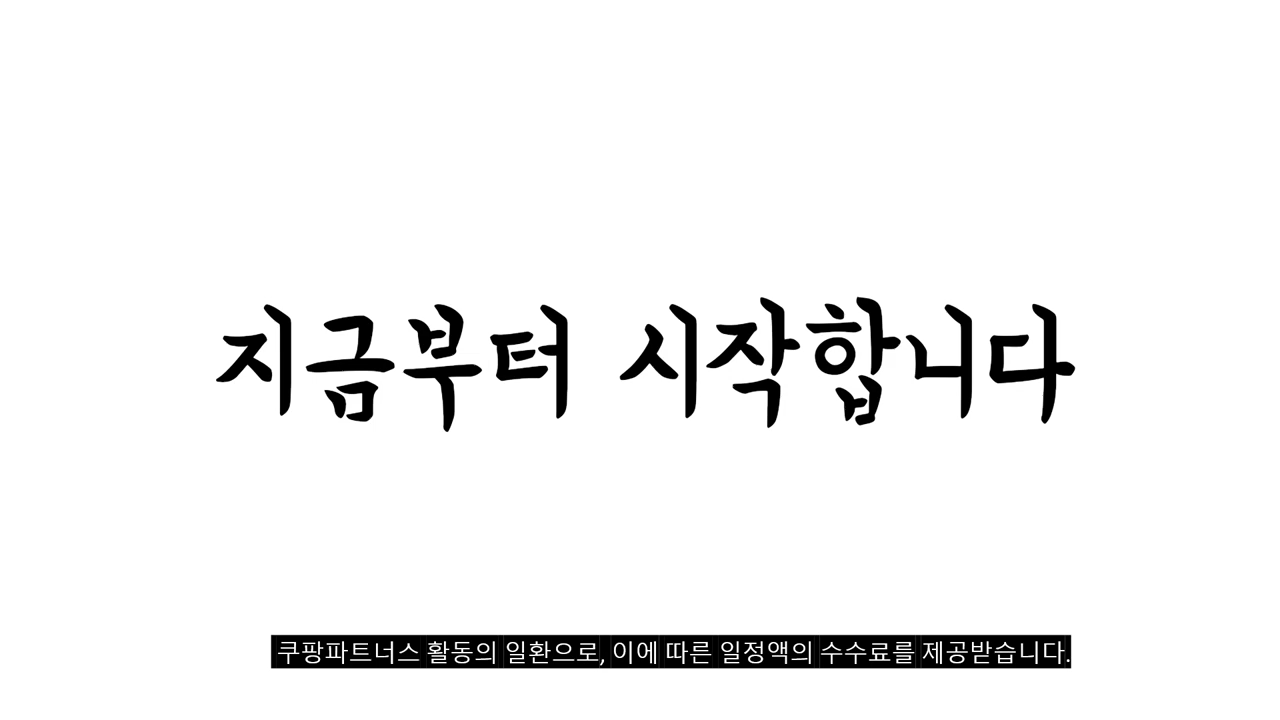 지금부터 시작합니다
쿠팡파트너스 활동의 일환으로, 이에 따른 일정액의 수수료를 제공받습니다.